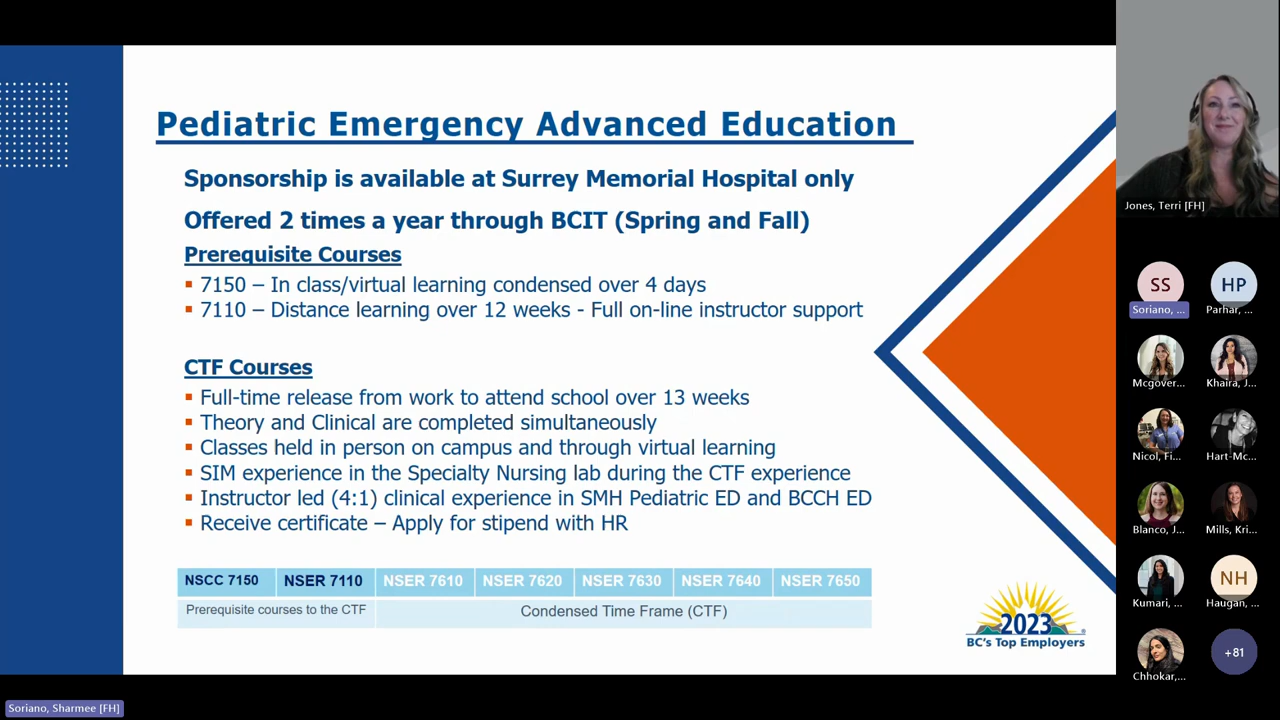 Pediatric Emergency Advanced Education
Sponsorship is available at Surrey Memorial Hospital only
Offered 2 times a year through BCIT (Spring and Fall)
Prerequisite Courses
▪ 7150 – In class/virtual learning condensed over 4 days
▪ 7110 – Distance learning over 12 weeks - Full on-line instructor support
CTF Courses
▪ Full-time release from work to attend school over 13 weeks
▪ Theory and Clinical are completed simultaneously
▪ Classes held in person on campus and through virtual learning
▪ SIM experience in the Specialty Nursing lab during the CTF experience
▪ Instructor led (4:1) clinical experience in SMH Pediatric ED and BCCH ED
▪ Receive certificate – Apply for stipend with HR
NSCC 7150 NSER 7110 NSER 7610 NSER 7620 NSER 7630 NSER 7640 NSER 7650
Prerequisite courses to the CTF Condensed Time Frame (CTF)
2023
BC's Top Employers
Jones, Terri [FH]
SS HP
Soriano, ... Parhar, ...
Mcgover... Khaira, J...
Nicol, Fi... Hart-Mc...
Blanco, J... Mills, Kri...
NH
Kumari, ... Haugan, ...
+81
Chhokar,...
Soriano, Sharmee [FH]